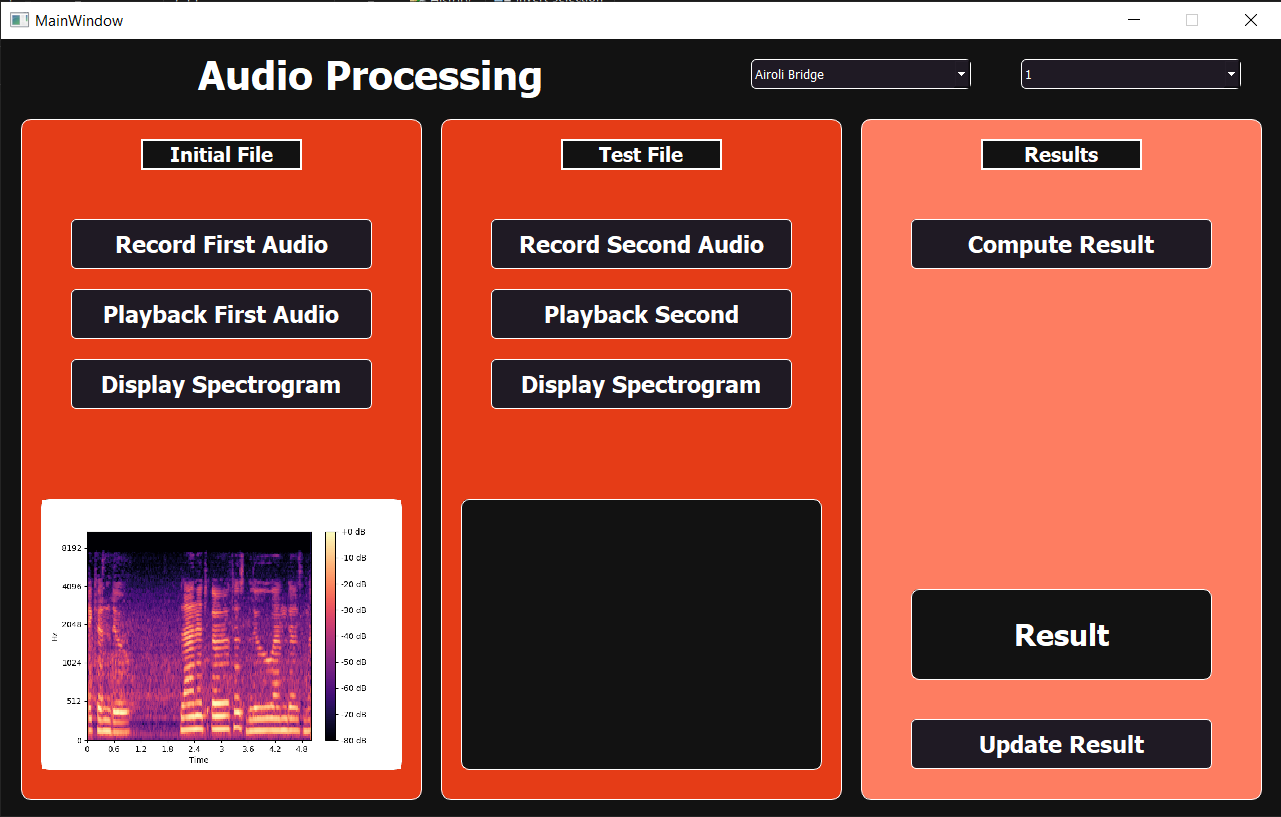 MainWindow
Audio Processing
Airoli Bridge
1
Initial File
Record First Audio
Playback First Audio
Display Spectrogram
+0 dB
-10 dB
-20 dB
-30 dB
-40 dB
-50 dB
-60 dB
-70 dB
-80 dB
8192
4096
2048
1024
512
0
Hz
0 0.6 1.2 1.8 2.4 3 3.6 4.2 4.8
Time
Test File
Record Second Audio
Playback Second
Display Spectrogram
Results
Compute Result
Result
Update Result